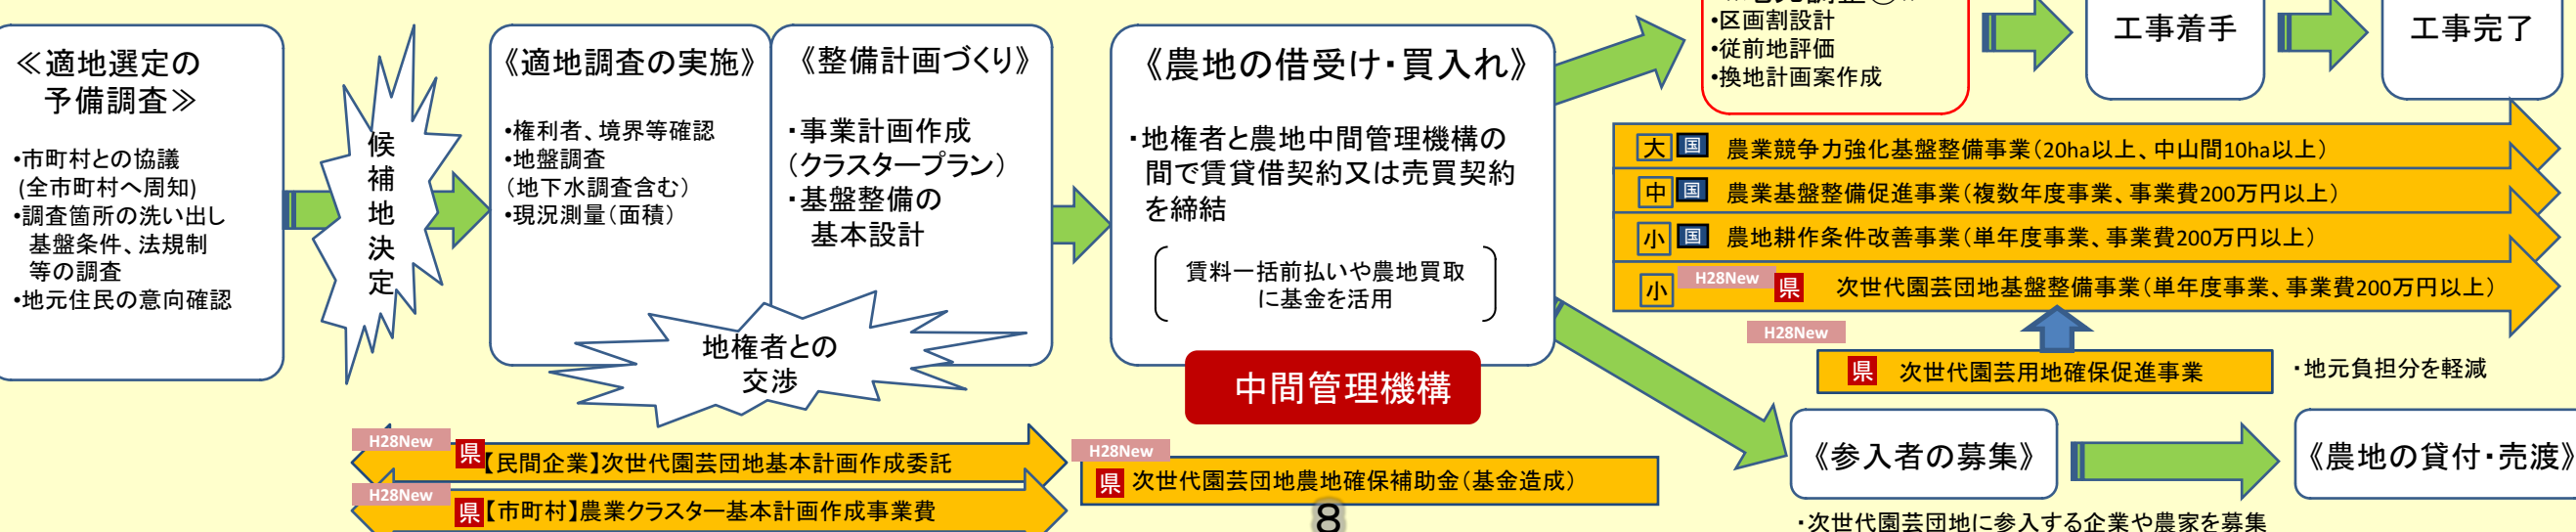 ≪適地選定の
予備調査≫
•市町村との協議
(全市町村へ周知)
•調査箇所の洗い出し
基盤条件、法規制
等の調査
•地元住民の意向確認
候補地決定
《適地調査の実施》
•権利者、境界等確認
•地盤調査
（地下水調査含む）
•現況測量（面積）
《整備計画づくり》
・事業計画作成
（クラスタープラン）
・基盤整備の
基本設計
地権者との
交渉
《農地の借受け・買入れ》
・地権者と農地中間管理機構の
間で賃貸借契約又は売買契約
を締結
賃料一括前払いや農地買取
に基金を活用
中間管理機構
•区画割設計
•従前地評価
•換地計画案作成
工事着手
工事完了
大 国 農業競争力強化基盤整備事業（20ha以上、中山間10ha以上）
中 国 農業基盤整備促進事業（複数年度事業、事業費200万円以上）
小 国 農地耕作条件改善事業（単年度事業、事業費200万円以上）
小 H28New 県 次世代園芸団地基盤整備事業（単年度事業、事業費200万円以上）
H28New
県 次世代園芸用地確保促進事業
・地元負担分を軽減
《参入者の募集》
《農地の貸付・売渡》
・次世代園芸団地に参入する企業や農家を募集
H28New
県【民間企業】次世代園芸団地基本計画作成委託
H28New
県【市町村】農業クラスター基本計画作成事業費
H28New
県 次世代園芸団地農地確保補助金（基金造成）
8